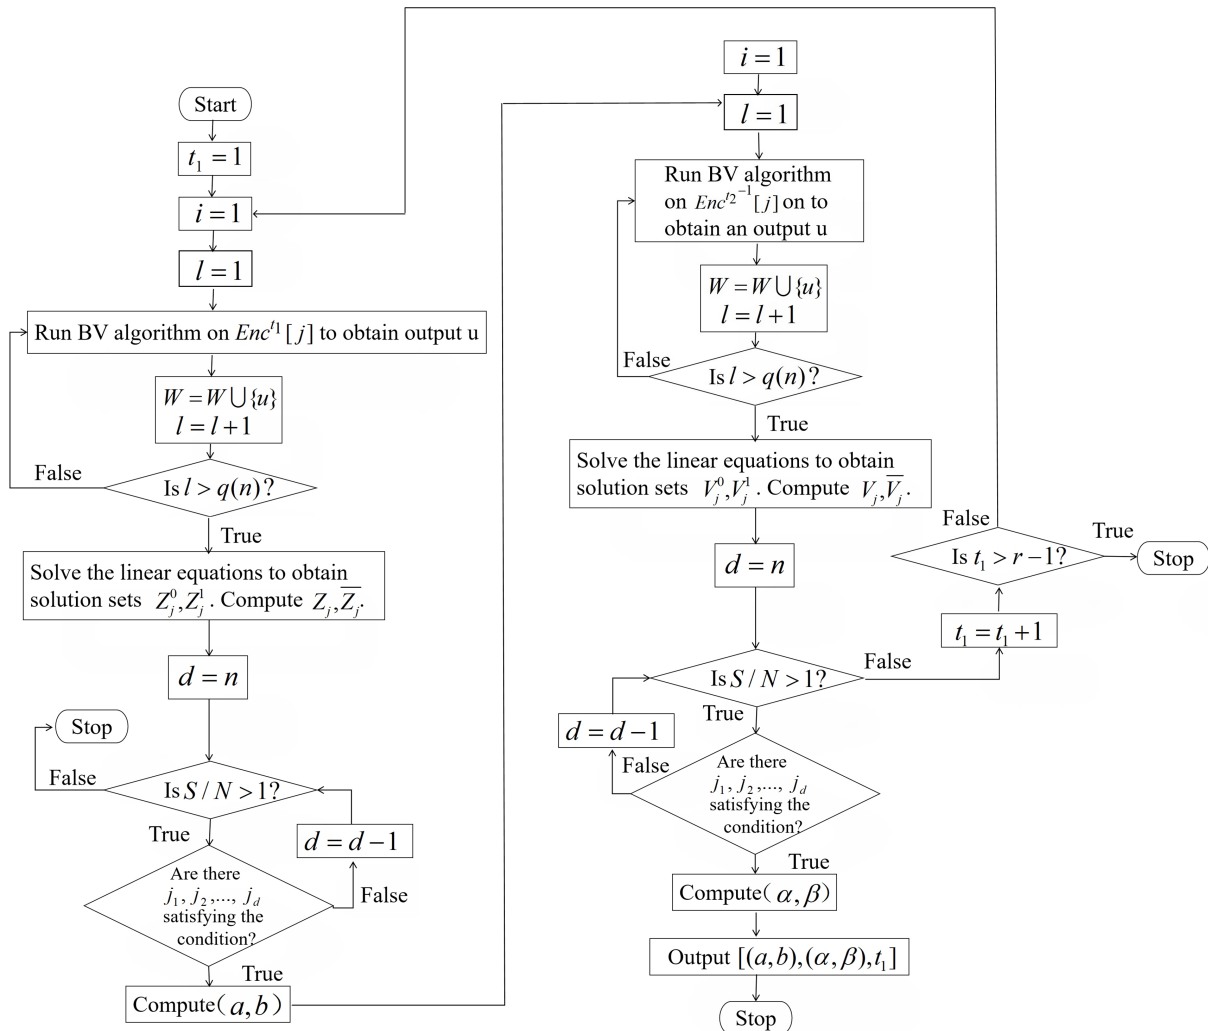 Start
t₁ = 1
i = 1
l = 1
Run BV algorithm on Enc^{t₁}[j] to obtain output u
W = W ⋃{u}
l = l + 1
False
Is l > q(n)?
True
Solve the linear equations to obtain
solution sets Z_j^0, Z_j^1. Compute Z_j, \overline{Z_j}.
d = n
Stop
False
Is S / N > 1?
True
d = d − 1
Are there
j₁, j₂, ..., j_d
satisfying the
condition?
False
True
Compute(a, b)
i = 1
l = 1
Run BV algorithm
on Enc^{t₂−1}[j] on to
obtain an output u
W = W ⋃{u}
l = l + 1
False
Is l > q(n)?
True
Solve the linear equations to obtain
solution sets V_j^0, V_j^1. Compute V_j, \overline{V_j}.
d = n
Is S / N > 1?
False
True
d = d − 1
False
Are there
j₁, j₂, ..., j_d
satisfying the
condition?
True
Compute(α, β)
Output [(a, b), (α, β), t₁]
Stop
t₁ = t₁ + 1
Is t₁ > r − 1?
False
True
Stop